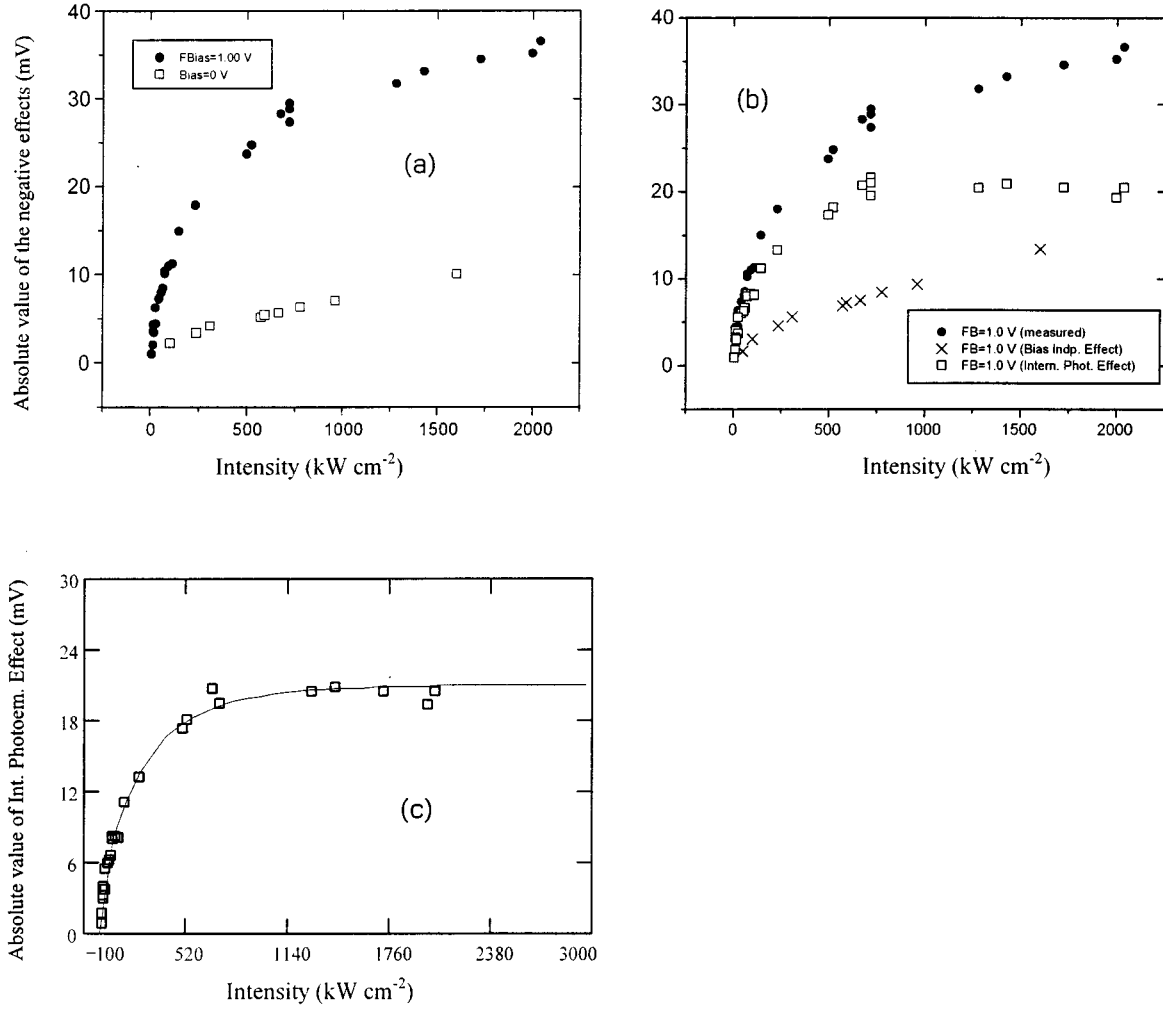 40
30
20
10
0
Absolute value of the negative effects (mV)
FBias=1.00 V
Bias=0 V
(a)
0 500 1000 1500 2000
Intensity (kW cm-2)
40
30
20
10
0
(b)
FB=1.0 V (measured)
FB=1.0 V (Bias Indp. Effect)
FB=1.0 V (Intern. Phot. Effect)
0 500 1000 1500 2000
Intensity (kW cm-2)
30
24
18
12
6
0
Absolute value of Int. Photoem. Effect (mV)
(c)
−100 520 1140 1760 2380 3000
Intensity (kW cm-2)